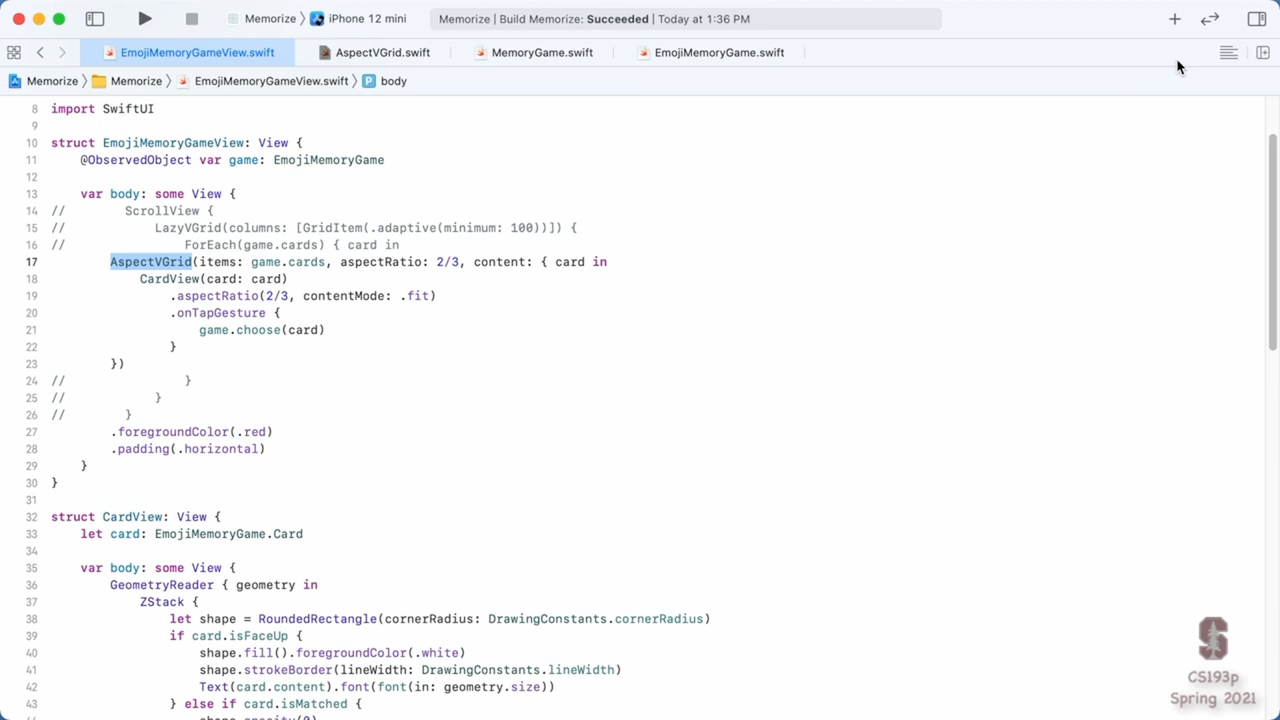 Memorize 〉 iPhone 12 mini
Memorize | Build Memorize: Succeeded | Today at 1:36 PM
EmojiMemoryGameView.swift
AspectVGrid.swift
MemoryGame.swift
EmojiMemoryGame.swift
Memorize 〉 Memorize 〉 EmojiMemoryGameView.swift 〉 P body
8 import SwiftUI
9
10 struct EmojiMemoryGameView: View {
11     @ObservedObject var game: EmojiMemoryGame
12
13     var body: some View {
14 //        ScrollView {
15 //            LazyVGrid(columns: [GridItem(.adaptive(minimum: 100))]) {
16 //                ForEach(game.cards) { card in
17         AspectVGrid(items: game.cards, aspectRatio: 2/3, content: { card in
18             CardView(card: card)
19                 .aspectRatio(2/3, contentMode: .fit)
20                 .onTapGesture {
21                     game.choose(card)
22                 }
23         })
24 //                }
25 //            }
26 //        }
27         .foregroundColor(.red)
28         .padding(.horizontal)
29     }
30 }
31
32 struct CardView: View {
33     let card: EmojiMemoryGame.Card
34
35     var body: some View {
36         GeometryReader { geometry in
37             ZStack {
38                 let shape = RoundedRectangle(cornerRadius: DrawingConstants.cornerRadius)
39                 if card.isFaceUp {
40                     shape.fill().foregroundColor(.white)
41                     shape.strokeBorder(lineWidth: DrawingConstants.lineWidth)
42                     Text(card.content).font(font(in: geometry.size))
43                 } else if card.isMatched {
shape.opacity(0)
S
CS193p
Spring 2021